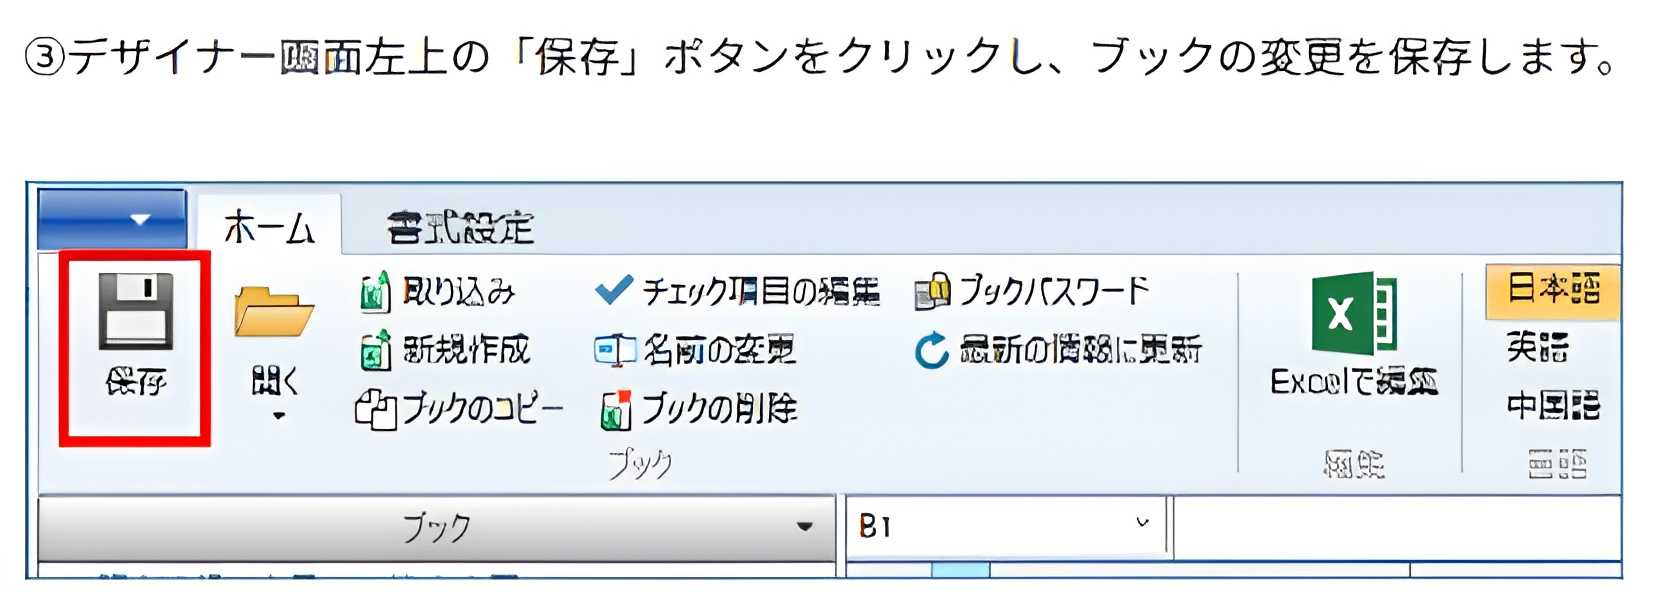 ③デザイナー画面左上の「保存」ボタンをクリックし、ブックの変更を保存します。
ホーム 書式設定
保存
開く
取り込み
新規作成
ブックのコピー
チェック項目の編集
名前の変更
ブックの削除
ブックパスワード
最新の情報に更新
ブック
Excelで編集
編集
日本語
英語
中国語
言語
ブック
B1